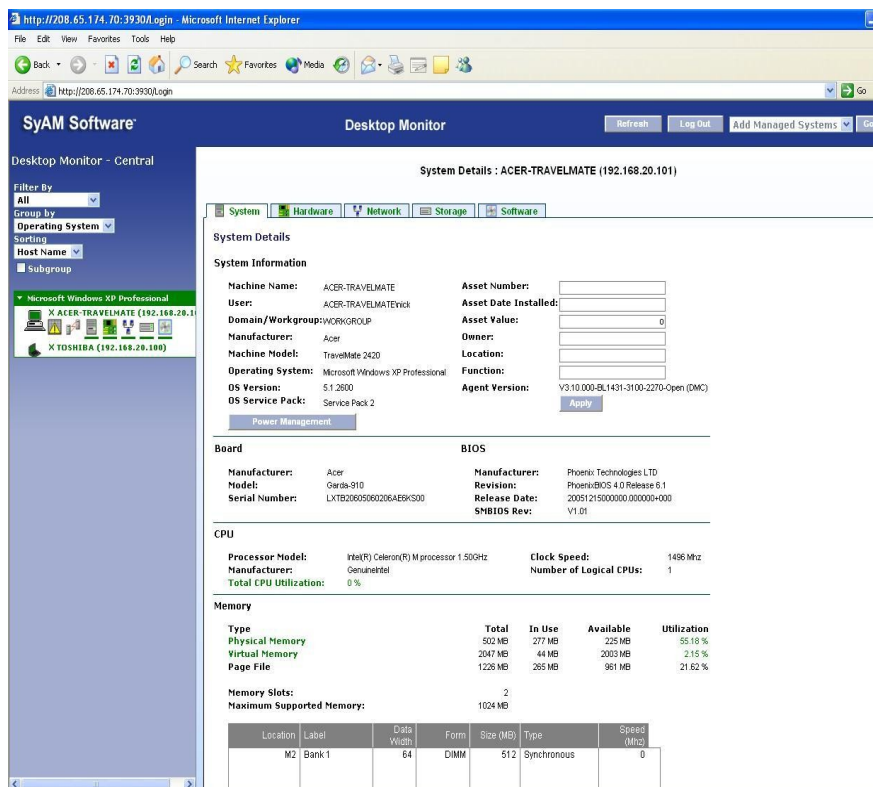 http://208.65.174.70:3930/Login - Microsoft Internet Explorer
File Edit View Favorites Tools Help
Back Search Favorites Media
Address http://208.65.174.70:3930/Login Go
SyAM Software Desktop Monitor Refresh Log Out Add Managed Systems Go
Desktop Monitor - Central
Filter By
All
Group by
Operating System
Sorting
Host Name
Subgroup
Microsoft Windows XP Professional
X ACER-TRAVELMATE (192.168.20.1
X TOSHIBA (192.168.20.100)
System Details : ACER-TRAVELMATE (192.168.20.101)
System Hardware Network Storage Software
System Details
System Information
Machine Name: ACER-TRAVELMATE Asset Number:
User: ACER-TRAVELMATE\nick Asset Date Installed:
Domain/Workgroup: WORKGROUP Asset Value: 0
Manufacturer: Acer Owner:
Machine Model: TravelMate 2420 Location:
Operating System: Microsoft Windows XP Professional Function:
OS Version: 5.1.2600 Agent Version: V3.10.000-BL1431-3100-2270-Open (DMC)
OS Service Pack: Service Pack 2 Apply
Power Management
Board BIOS
Manufacturer: Acer Manufacturer: Phoenix Technologies LTD
Model: Garda-910 Revision: PhoenixBIOS 4.0 Release 6.1
Serial Number: LXTB20605060206AE6KS00 Release Date: 20051215000000.000000+000
SMBIOS Rev: V1.01
CPU
Processor Model: Intel(R) Celeron(R) M processor 1.50GHz Clock Speed: 1496 Mhz
Manufacturer: GenuineIntel Number of Logical CPUs: 1
Total CPU Utilization: 0 %
Memory
Type Total In Use Available Utilization
Physical Memory 502 MB 277 MB 225 MB 55.18 %
Virtual Memory 2047 MB 44 MB 2003 MB 2.15 %
Page File 1226 MB 265 MB 961 MB 21.62 %
Memory Slots: 2
Maximum Supported Memory: 1024 MB
Location Label Data Width Form Size (MB) Type Speed (Mhz)
M2 Bank 1 64 DIMM 512 Synchronous 0